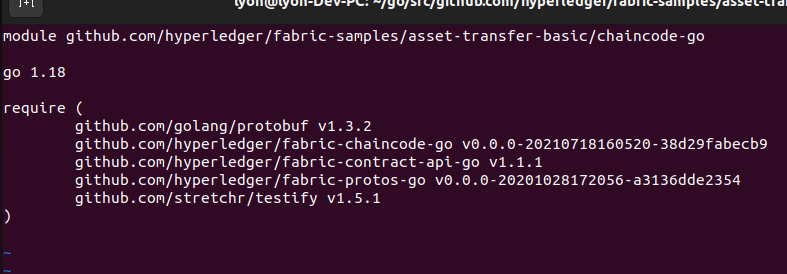 ]+[
lyon@lyon-Dev-PC: ~/go/src/github.com/hyperledger/fabric-samples/asset-tra
module github.com/hyperledger/fabric-samples/asset-transfer-basic/chaincode-go
go 1.18
require (
github.com/golang/protobuf v1.3.2
github.com/hyperledger/fabric-chaincode-go v0.0.0-20210718160520-38d29fabecb9
github.com/hyperledger/fabric-contract-api-go v1.1.1
github.com/hyperledger/fabric-protos-go v0.0.0-20201028172056-a3136dde2354
github.com/stretchr/testify v1.5.1
)
~
~